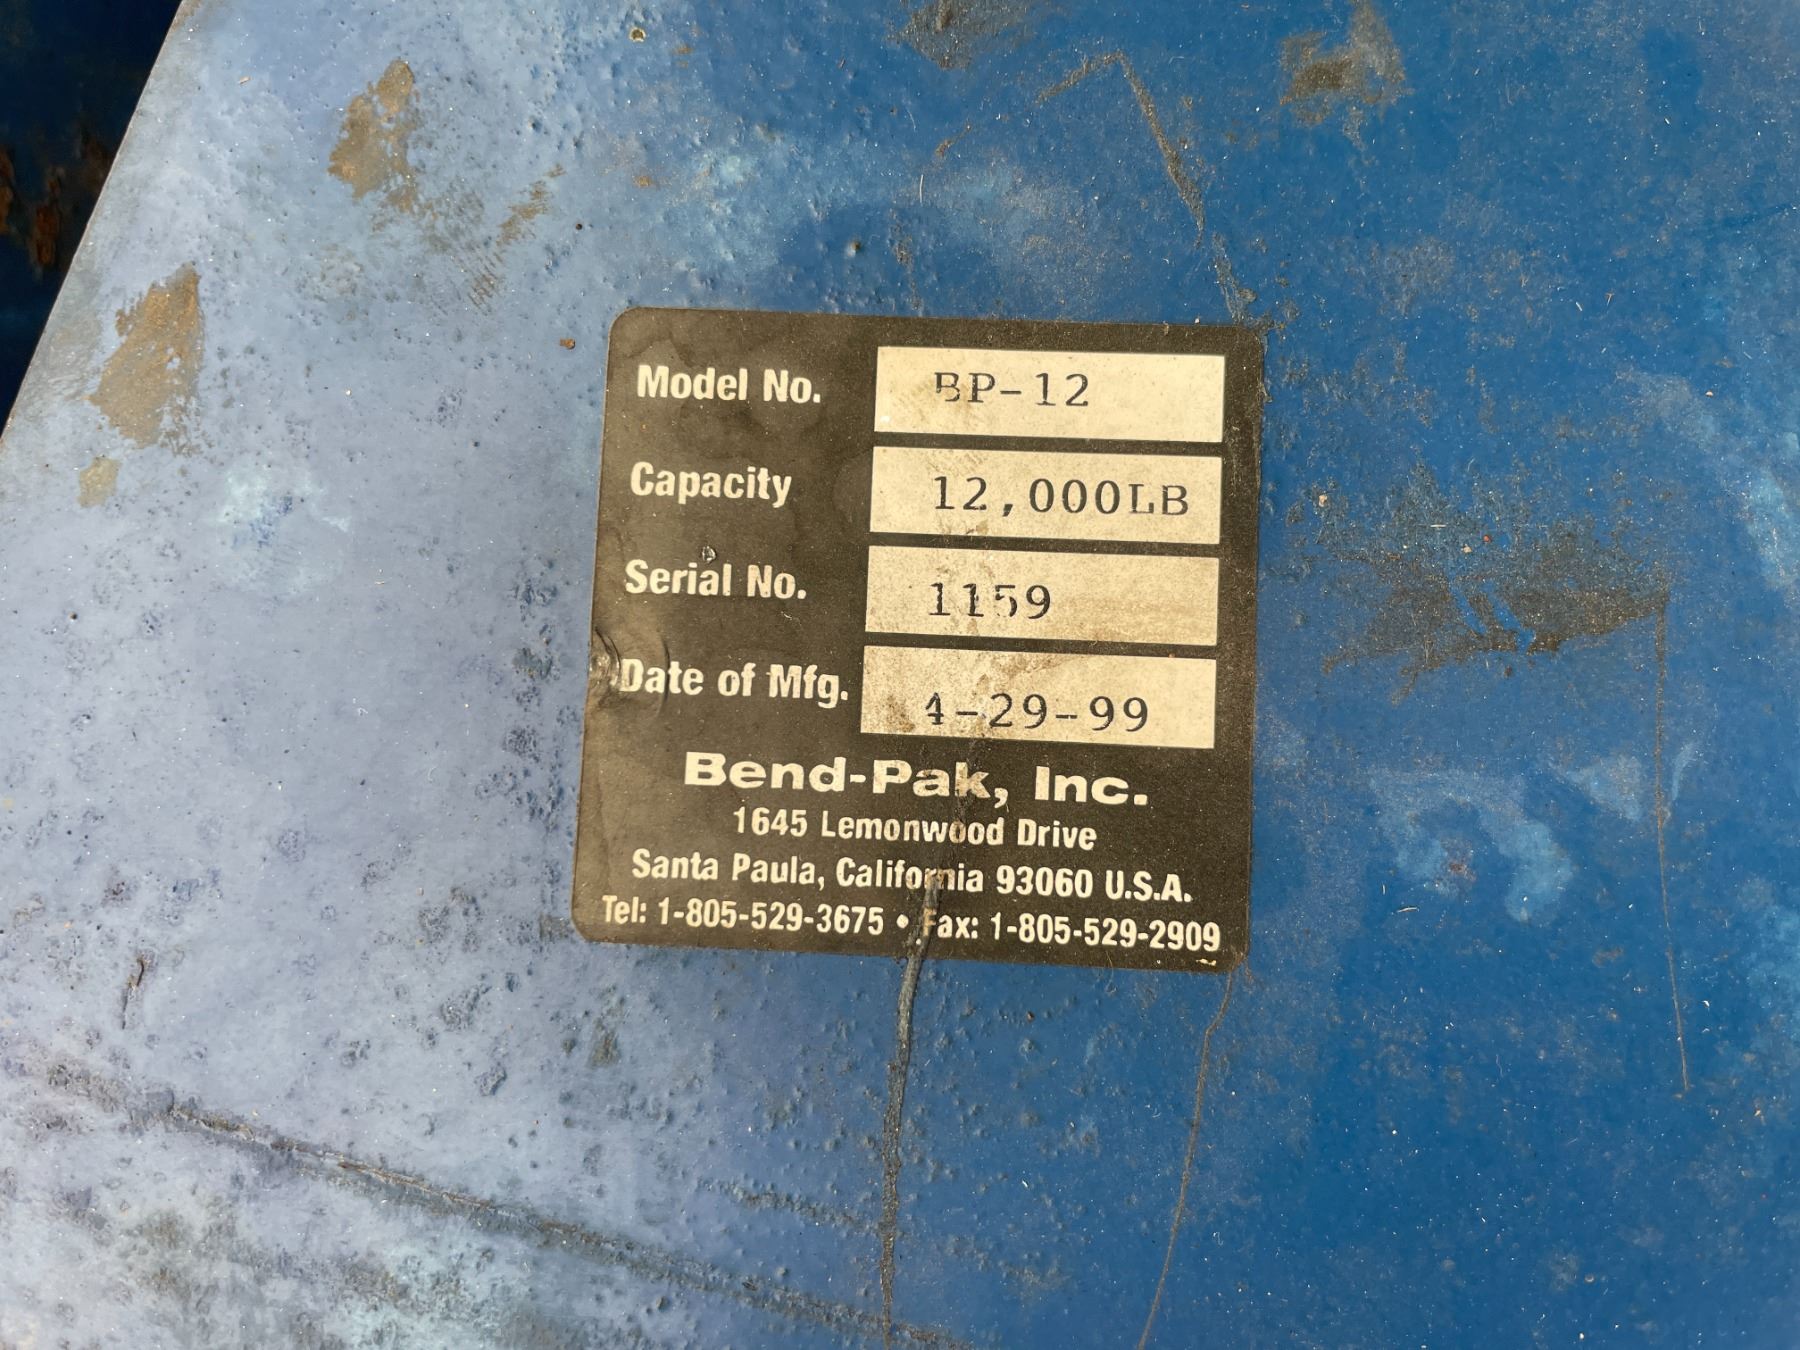 Model No. BP-12
Capacity 12,000LB
Serial No. 1159
Date of Mfg. 4-29-99
Bend-Pak, Inc.
1645 Lemonwood Drive
Santa Paula, California 93060 U.S.A.
Tel: 1-805-529-3675 • Fax: 1-805-529-2909